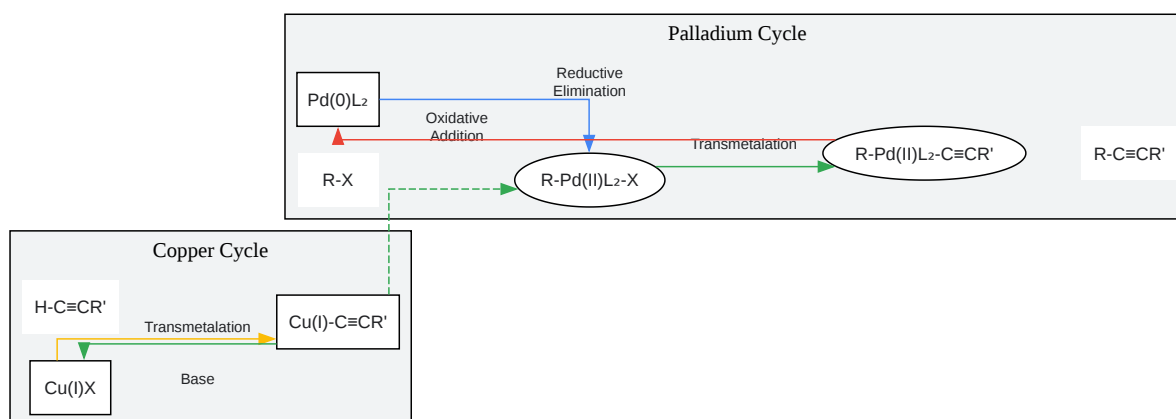 Palladium Cycle
Reductive
Elimination
Pd(0)L₂
Oxidative
Addition
Transmetalation
R-Pd(II)L₂-C≡CR'
R-C≡CR'
R-X
R-Pd(II)L₂-X
Copper Cycle
H-C≡CR'
Cu(I)-C≡CR'
Transmetalation
Base
Cu(I)X